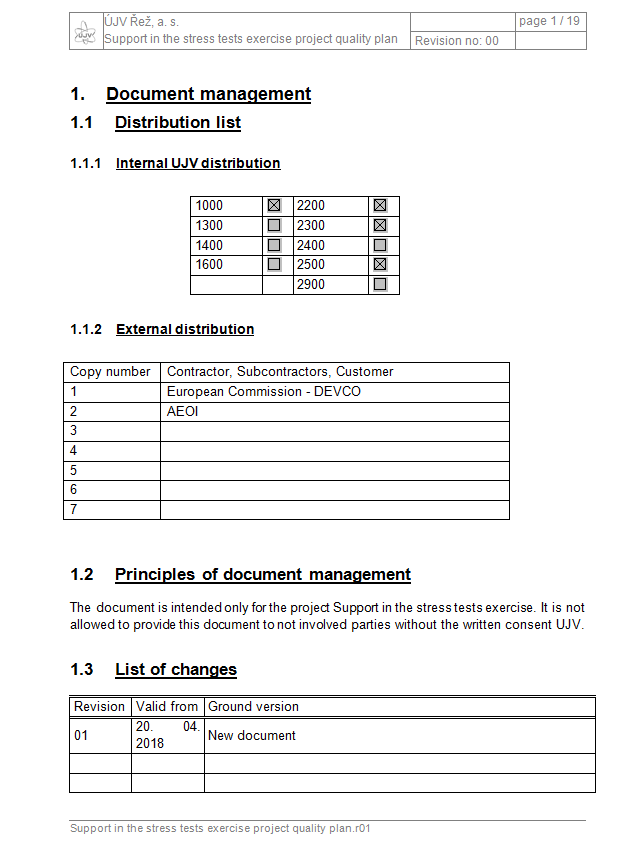 ÚJV
ÚJV Řež, a. s.
Support in the stress tests exercise project quality plan
page 1 / 19
Revision no: 00
1. Document management
1.1 Distribution list
1.1.1 Internal UJV distribution
1000 ☒ 2200 ☒
1300 ☐ 2300 ☒
1400 ☐ 2400 ☐
1600 ☐ 2500 ☒
2900 ☐
1.1.2 External distribution
Copy number Contractor, Subcontractors, Customer
1 European Commission - DEVCO
2 AEOI
3
4
5
6
7
1.2 Principles of document management
The document is intended only for the project Support in the stress tests exercise. It is not
allowed to provide this document to not involved parties without the written consent UJV.
1.3 List of changes
Revision Valid from Ground version
01 20. 04. 2018 New document
Support in the stress tests exercise project quality plan.r01